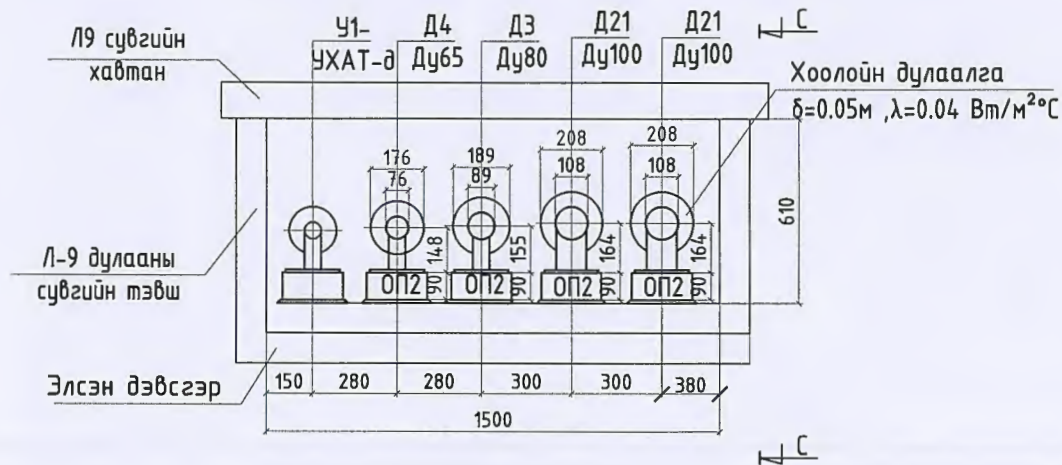 У1-
УХАТ-д
Д4
Ду65
Д3
Ду80
Д21
Ду100
Д21
Ду100
С
Л9 сувгийн
хавтан
Хоолойн дулаалга
δ=0.05м ,λ=0.04 Вт/м²°С
176
76
189
89
208
108
208
108
610
148
155
164
164
Л-9 дулааны
сувгийн тэвш
ОП2
90
ОП2
90
ОП2
90
ОП2
90
Элсэн дэвсгэр
150
280
280
300
300
380
1500
С